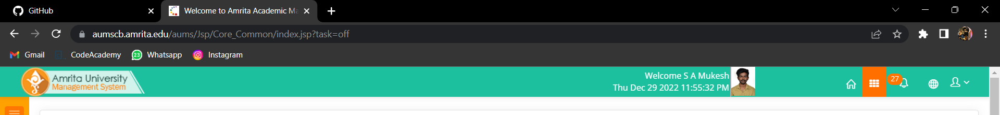 GitHub
Welcome to Amrita Academic Ma
aumscb.amrita.edu/aums/Jsp/Core_Common/index.jsp?task=off
Gmail CodeAcademy 23 Whatsapp Instagram
Amrita University
Management System
Welcome S A Mukesh
Thu Dec 29 2022 11:55:32 PM
27